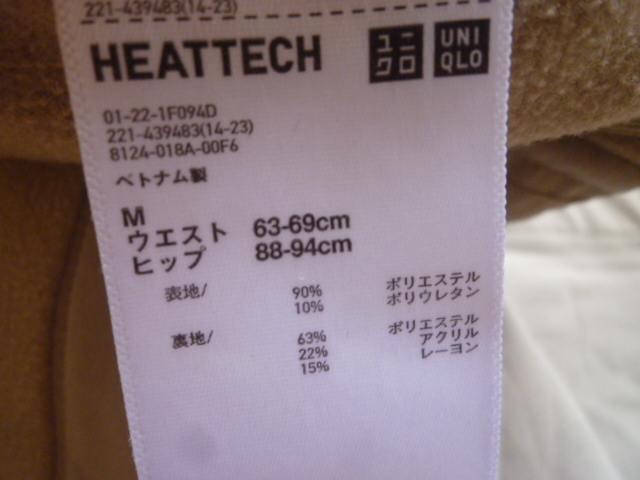 221-439483(14-23)
HEATTECH
ユニ
クロ
UNI
QLO
01-22-1F094D
221-439483(14-23)
8124-018A-00F6
ベトナム製
M
ウエスト 63-69cm
ヒップ 88-94cm
表地/ 90% ポリエステル
10% ポリウレタン
裏地/ 63% ポリエステル
22% アクリル
15% レーヨン